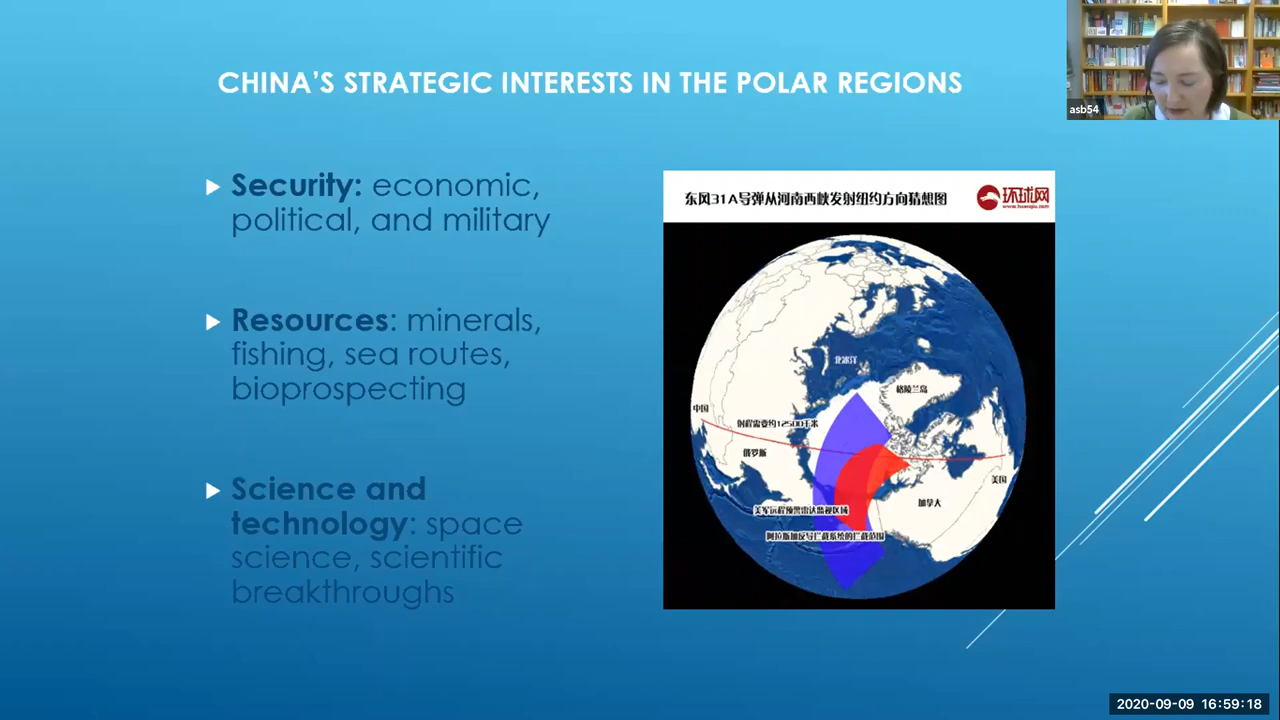 CHINA'S STRATEGIC INTERESTS IN THE POLAR REGIONS
asb54
Security: economic,
political, and military
Resources: minerals,
fishing, sea routes,
bioprospecting
Science and
technology: space
science, scientific
breakthroughs
东风31A导弹从河南西峡发射纽约方向猜想图
环球网
www.huanqiu.com
北冰洋
格陵兰岛
中国
射程需要约12500千米
俄罗斯
美国
加拿大
美军远程预警雷达监视区域
阿拉斯加反导拦截系统的拦截范围
2020-09-09 16:59:18